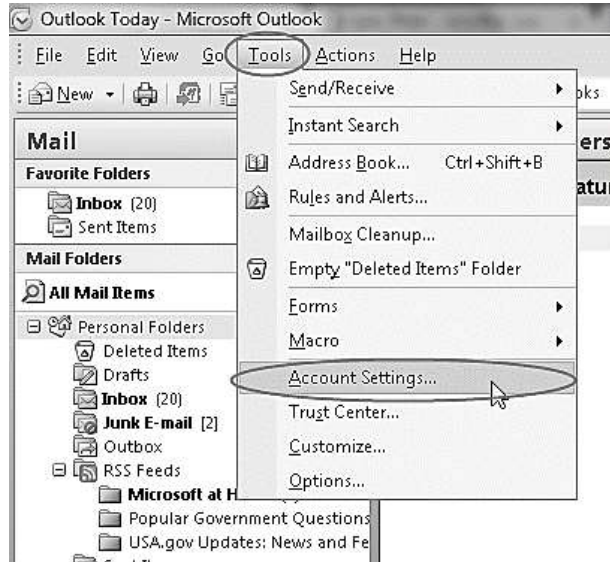 Outlook Today - Microsoft Outlook
File Edit View Go Tools Actions Help
New
Send/Receive
Instant Search
Address Book... Ctrl+Shift+B
Rules and Alerts...
Mailbox Cleanup...
Empty "Deleted Items" Folder
Forms
Macro
Account Settings...
Trust Center...
Customize...
Options...
Mail
Favorite Folders
Inbox (20)
Sent Items
Mail Folders
All Mail Items
Personal Folders
Deleted Items
Drafts
Inbox (20)
Junk E-mail [2]
Outbox
RSS Feeds
Microsoft at H
Popular Government Questions
USA.gov Updates: News and Fe